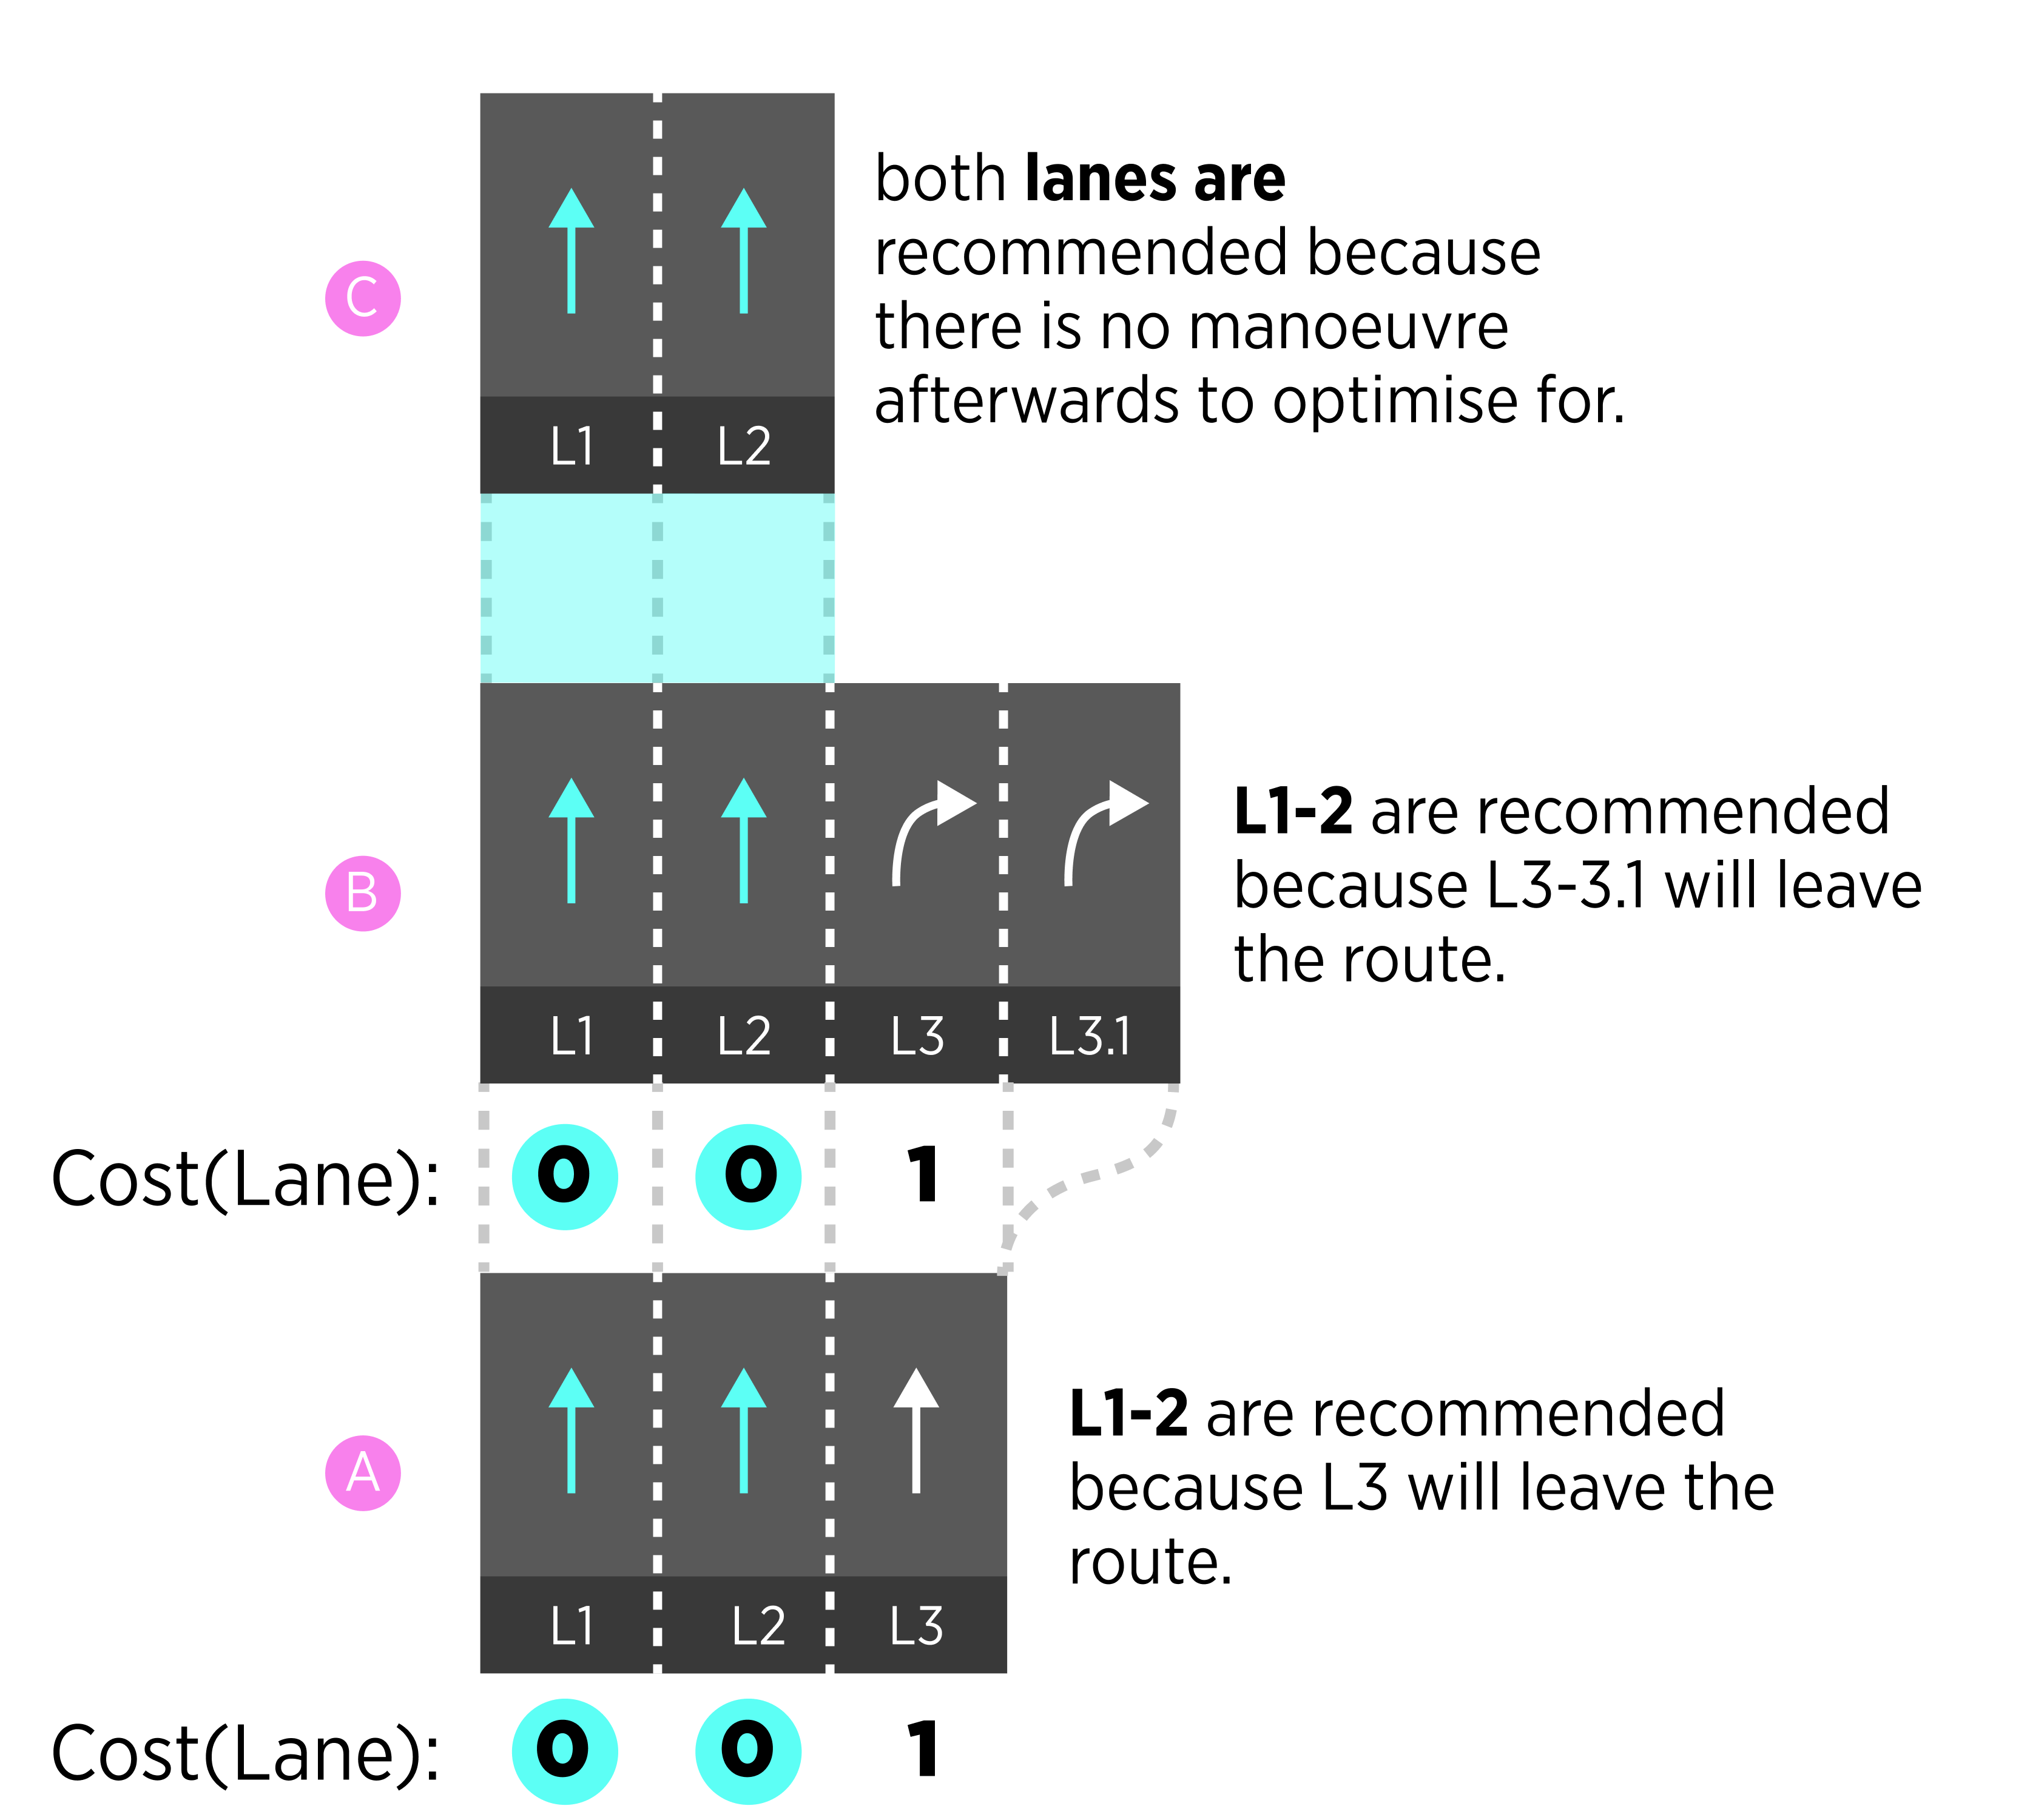 both lanes are
recommended because
there is no manoeuvre
afterwards to optimise for.
C
L1 L2
L1-2 are recommended
because L3-3.1 will leave
the route.
B
L1 L2 L3 L3.1
Cost(Lane): 0 0 1
L1-2 are recommended
because L3 will leave the
route.
A
L1 L2 L3
Cost(Lane): 0 0 1